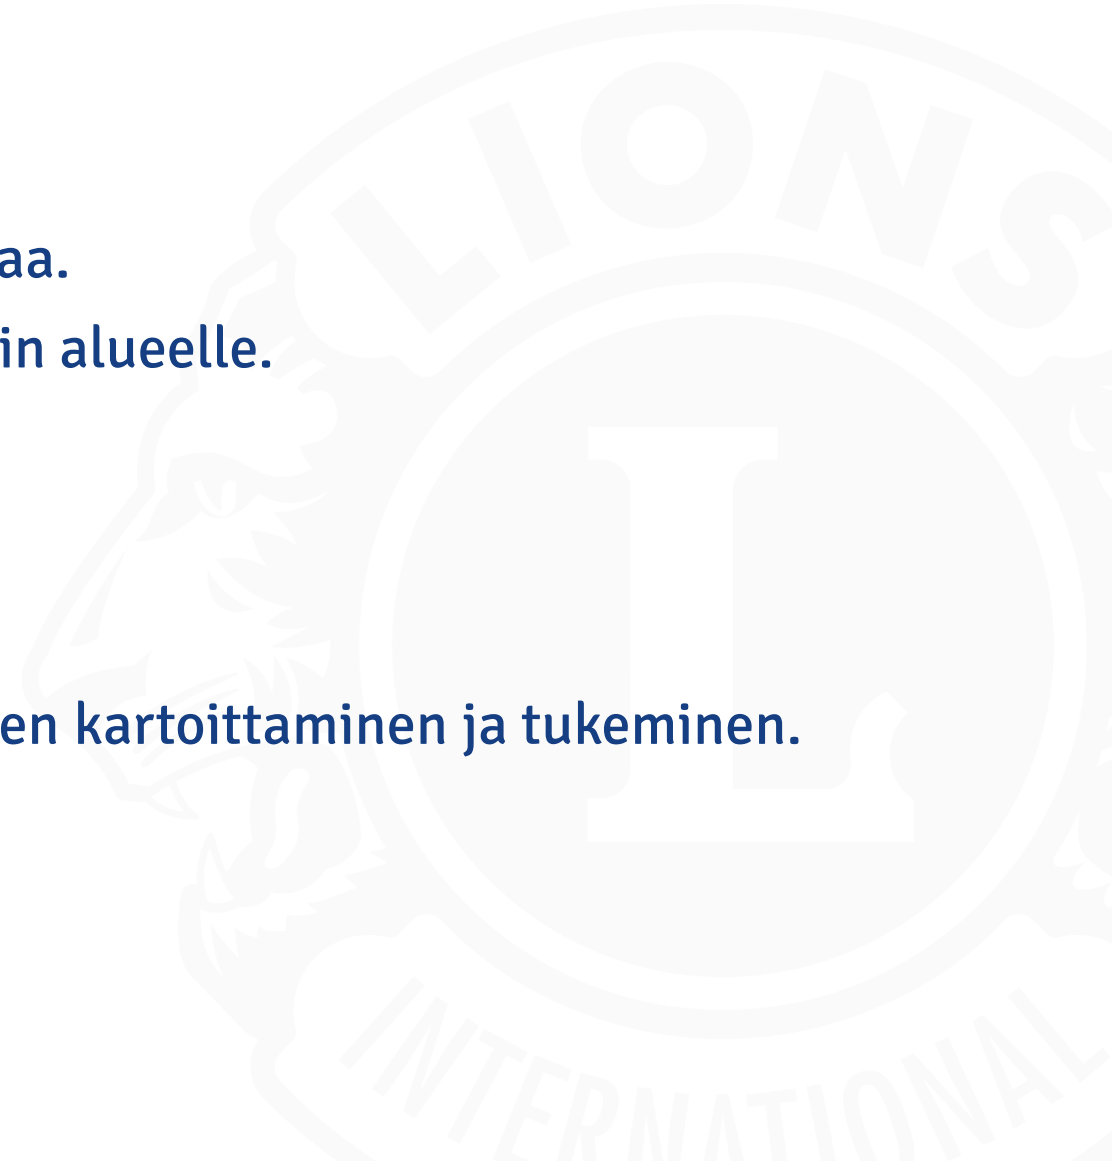 LIONS
aa.
in alueelle.
L
en kartoittaminen ja tukeminen.
INTERNATIONAL